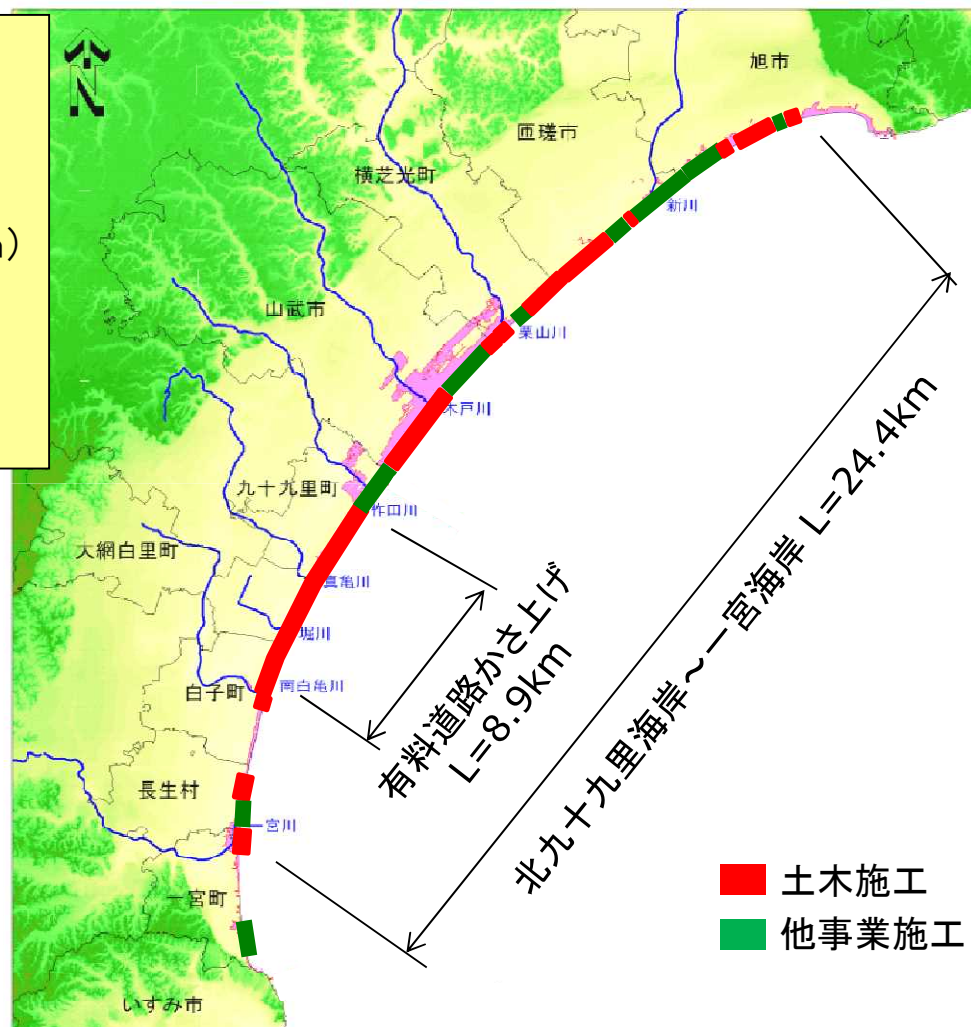 N
旭市
匝瑳市
横芝光町
新川
山武市
栗山川
木戸川
九十九里町
作田川
大網白里町
真亀川
堀川
白子町
南白亀川
長生村
一宮川
一宮町
いすみ市
有料道路かさ上げ
L=8.9km
北九十九里海岸～一宮海岸 L=24.4km
土木施工
他事業施工